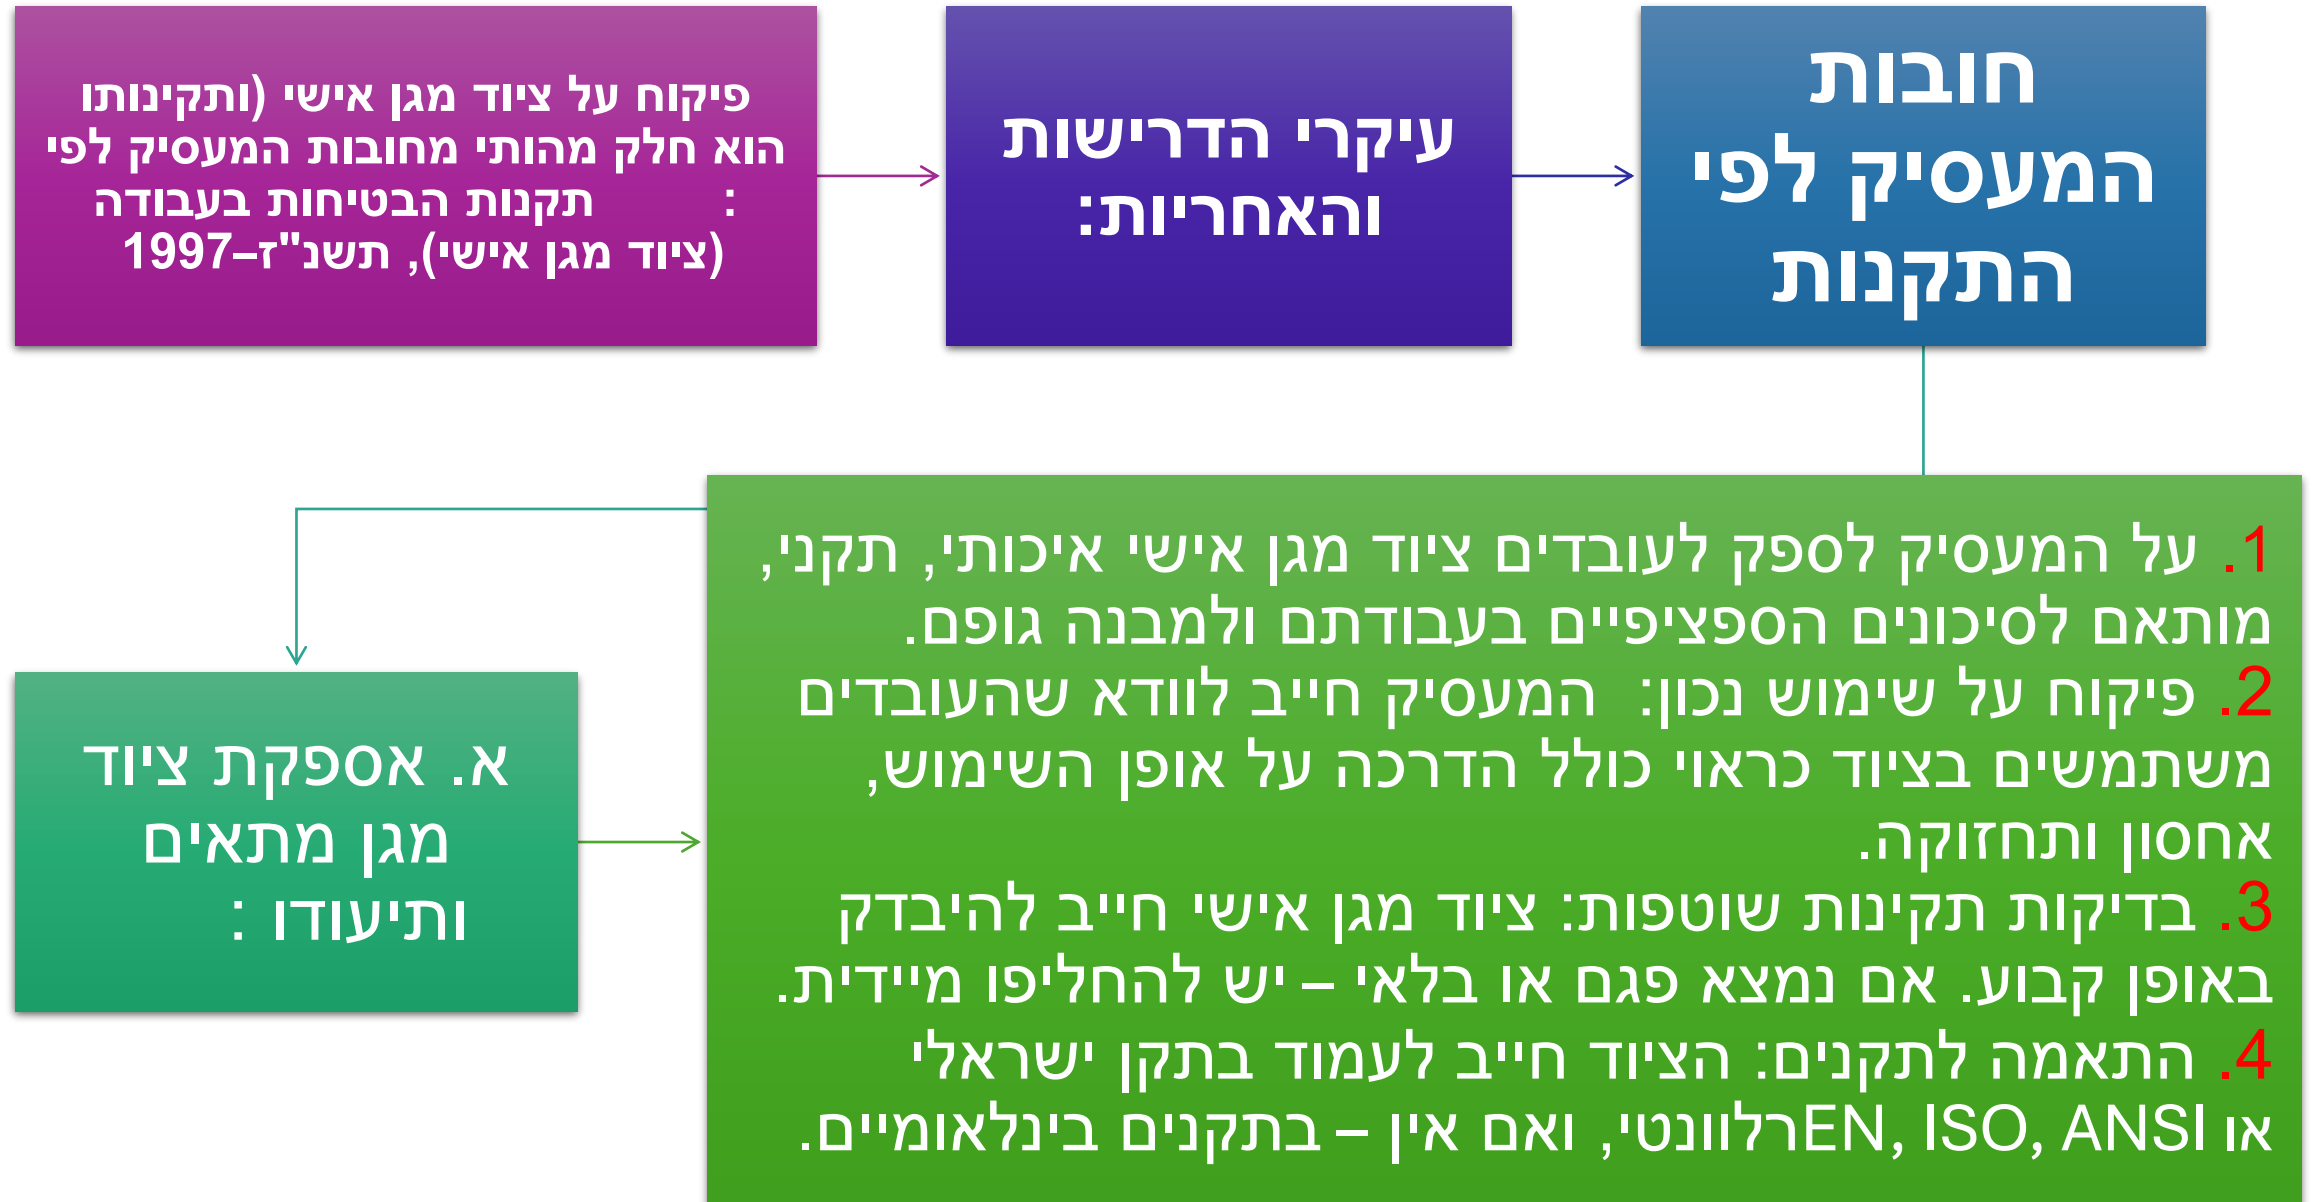 פיקוח על ציוד מגן אישי (ותקינותו
הוא חלק מהותי מחובות המעסיק לפי
: תקנות הבטיחות בעבודה
(ציוד מגן אישי), תשנ"ז–1997
עיקרי הדרישות
והאחריות:
חובות
המעסיק לפי
התקנות
א. אספקת ציוד
מגן מתאים
ותיעודו :
1. על המעסיק לספק לעובדים ציוד מגן אישי איכותי, תקני,
מותאם לסיכונים הספציפיים בעבודתם ולמבנה גופם.
2. פיקוח על שימוש נכון: המעסיק חייב לוודא שהעובדים
משתמשים בציוד כראוי כולל הדרכה על אופן השימוש,
אחסון ותחזוקה.
3. בדיקות תקינות שוטפות: ציוד מגן אישי חייב להיבדק
באופן קבוע. אם נמצא פגם או בלאי – יש להחליפו מיידית.
4. התאמה לתקנים: הציוד חייב לעמוד בתקן ישראלי
או EN, ISO, ANSIרלוונטי, ואם אין – בתקנים בינלאומיים.